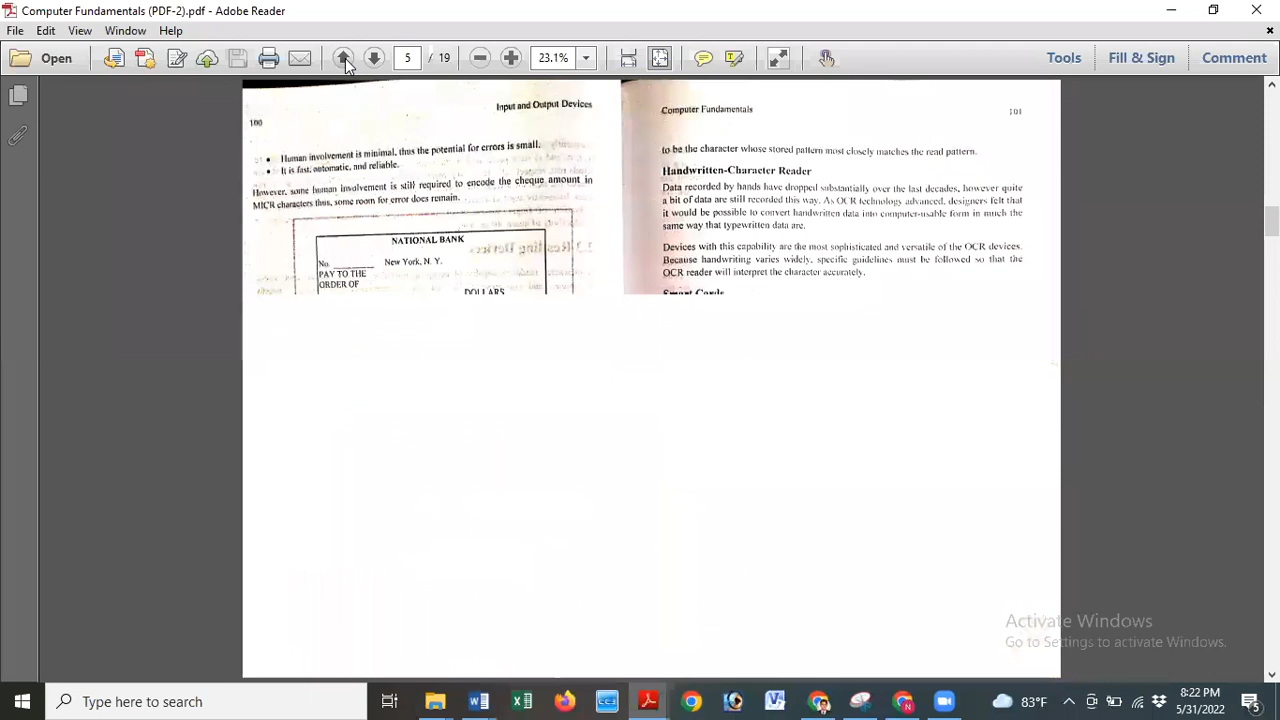 Computer Fundamentals (PDF-2).pdf - Adobe Reader
File Edit View Window Help
Open
5 / 19
23.1%
Tools
Fill & Sign
Comment
Input and Output Devices
100
• Human involvement is minimal, thus the potential for errors is small.
• It is fast, automatic, and reliable.
However, some human involvement is still required to encode the cheque amount in
MICR characters thus, some room for error does remain.
NATIONAL BANK
No. ________ New York, N. Y.
PAY TO THE
ORDER OF
DOLLARS
Computer Fundamentals
101
to be the character whose stored pattern most closely matches the read pattern.
Handwritten-Character Reader
Data recorded by hands have dropped substantially over the last decades, however quite
a bit of data are still recorded this way. As OCR technology advanced, designers felt that
it would be possible to convert handwritten data into computer-usable form in much the
same way that typewritten data are.
Devices with this capability are the most sophisticated and versatile of the OCR devices.
Because handwriting varies widely, specific guidelines must be followed so that the
OCR reader will interpret the character accurately.
Smart Cards
Activate Windows
Go to Settings to activate Windows.
Type here to search
83°F
8:22 PM
5/31/2022